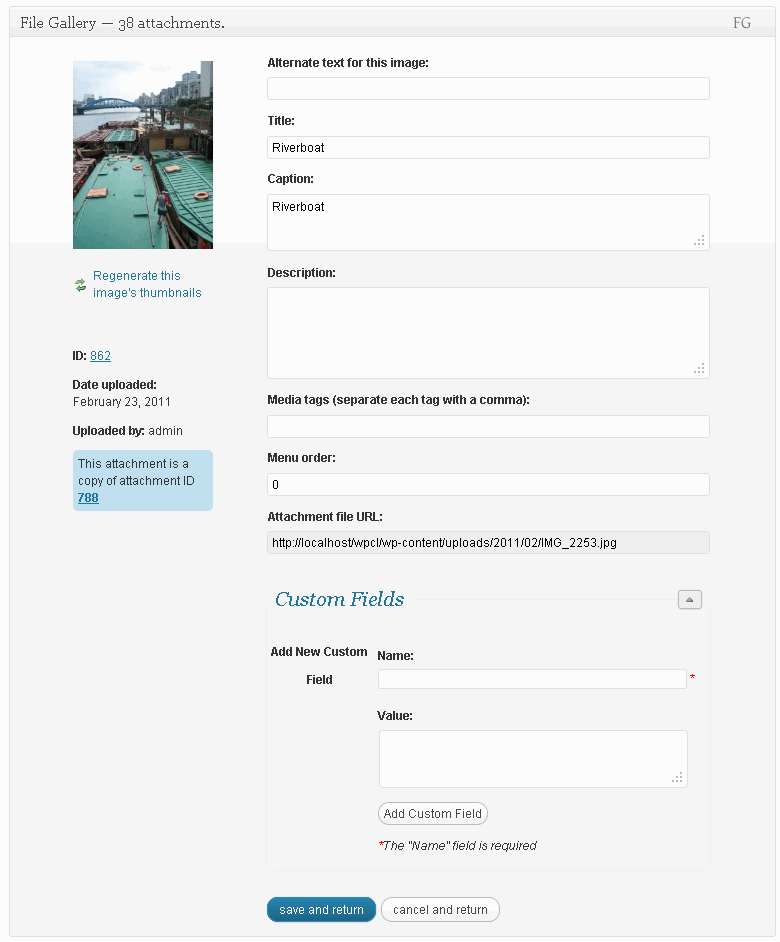 File Gallery — 38 attachments.
FG
Regenerate this
image's thumbnails
ID: 862
Date uploaded:
February 23, 2011
Uploaded by: admin
This attachment is a
copy of attachment ID
788
Alternate text for this image:
Title:
Riverboat
Caption:
Riverboat
Description:
Media tags (separate each tag with a comma):
Menu order:
0
Attachment file URL:
http://localhost/wpcl/wp-content/uploads/2011/02/IMG_2253.jpg
Custom Fields
Add New Custom
Field
Name:
*
Value:
Add Custom Field
*The "Name" field is required
save and return
cancel and return